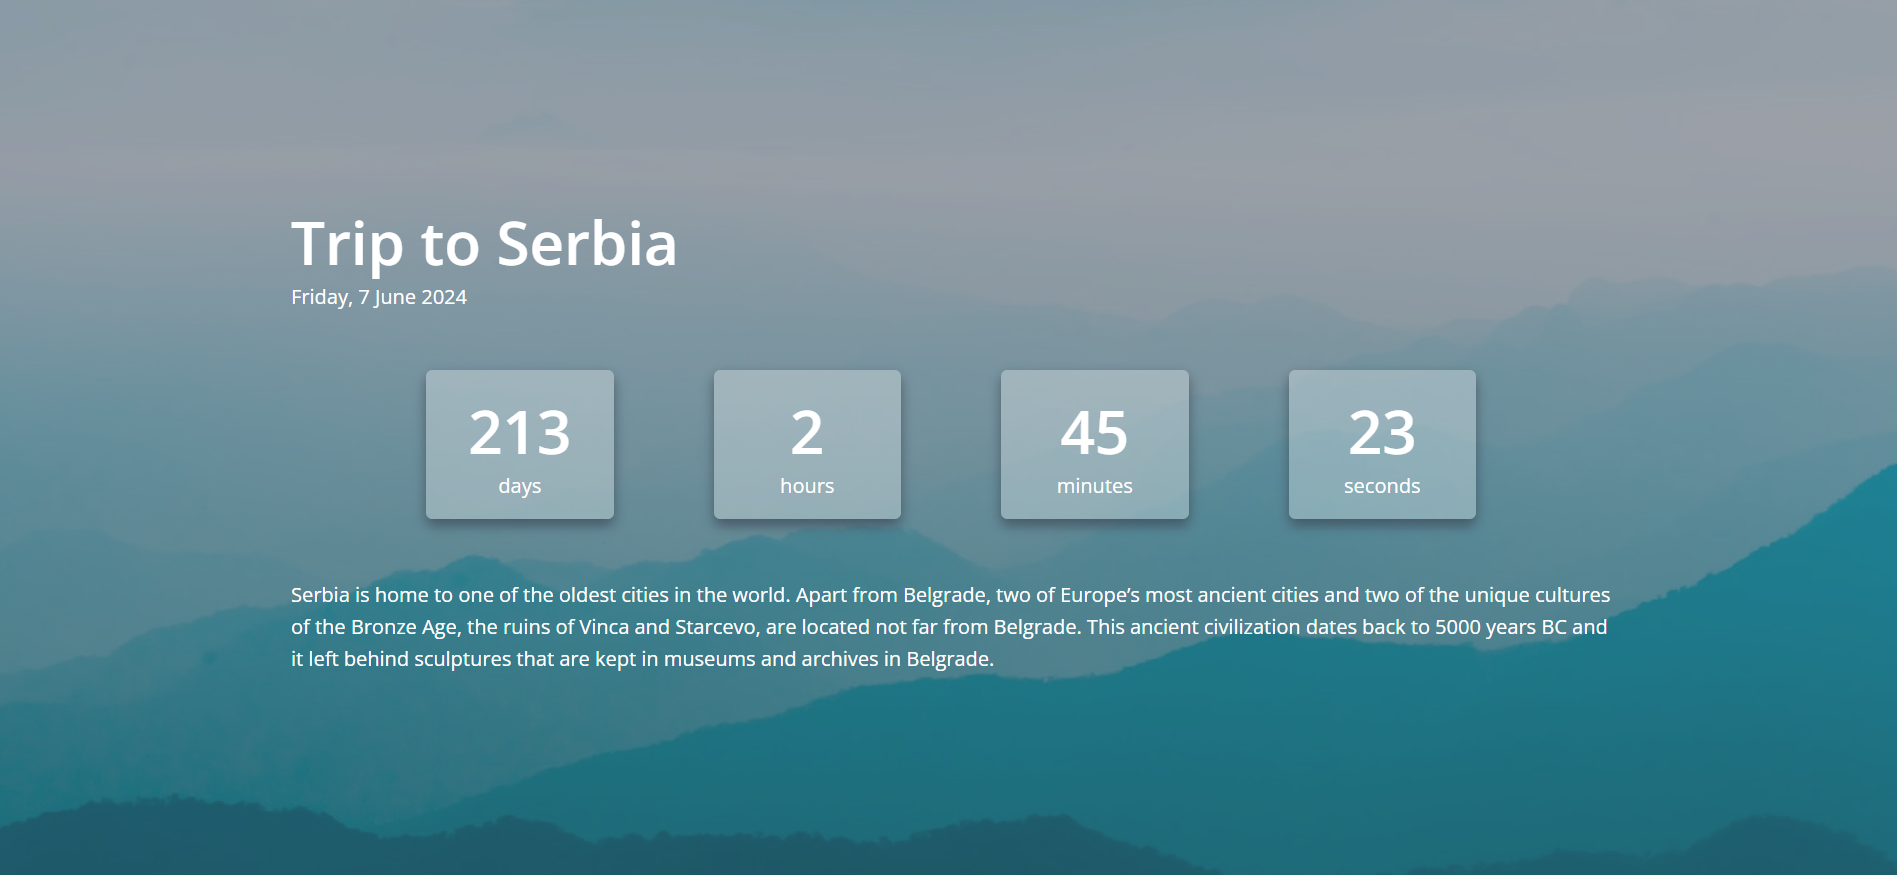 Trip to Serbia
Friday, 7 June 2024
213
days
2
hours
45
minutes
23
seconds
Serbia is home to one of the oldest cities in the world. Apart from Belgrade, two of Europe’s most ancient cities and two of the unique cultures
of the Bronze Age, the ruins of Vinca and Starcevo, are located not far from Belgrade. This ancient civilization dates back to 5000 years BC and
it left behind sculptures that are kept in museums and archives in Belgrade.